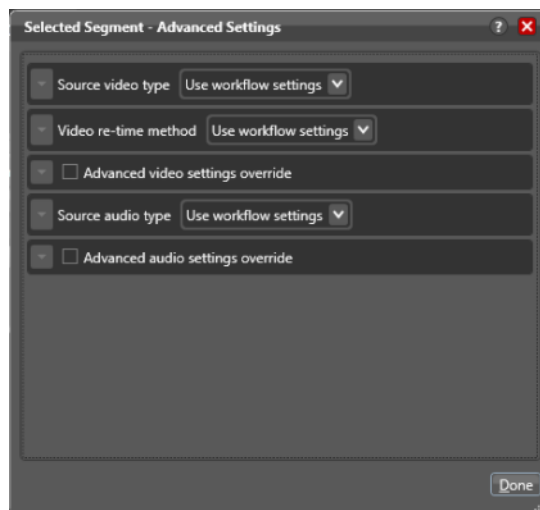 Selected Segment - Advanced Settings ?
Source video type Use workflow settings
Video re-time method Use workflow settings
Advanced video settings override
Source audio type Use workflow settings
Advanced audio settings override
Done